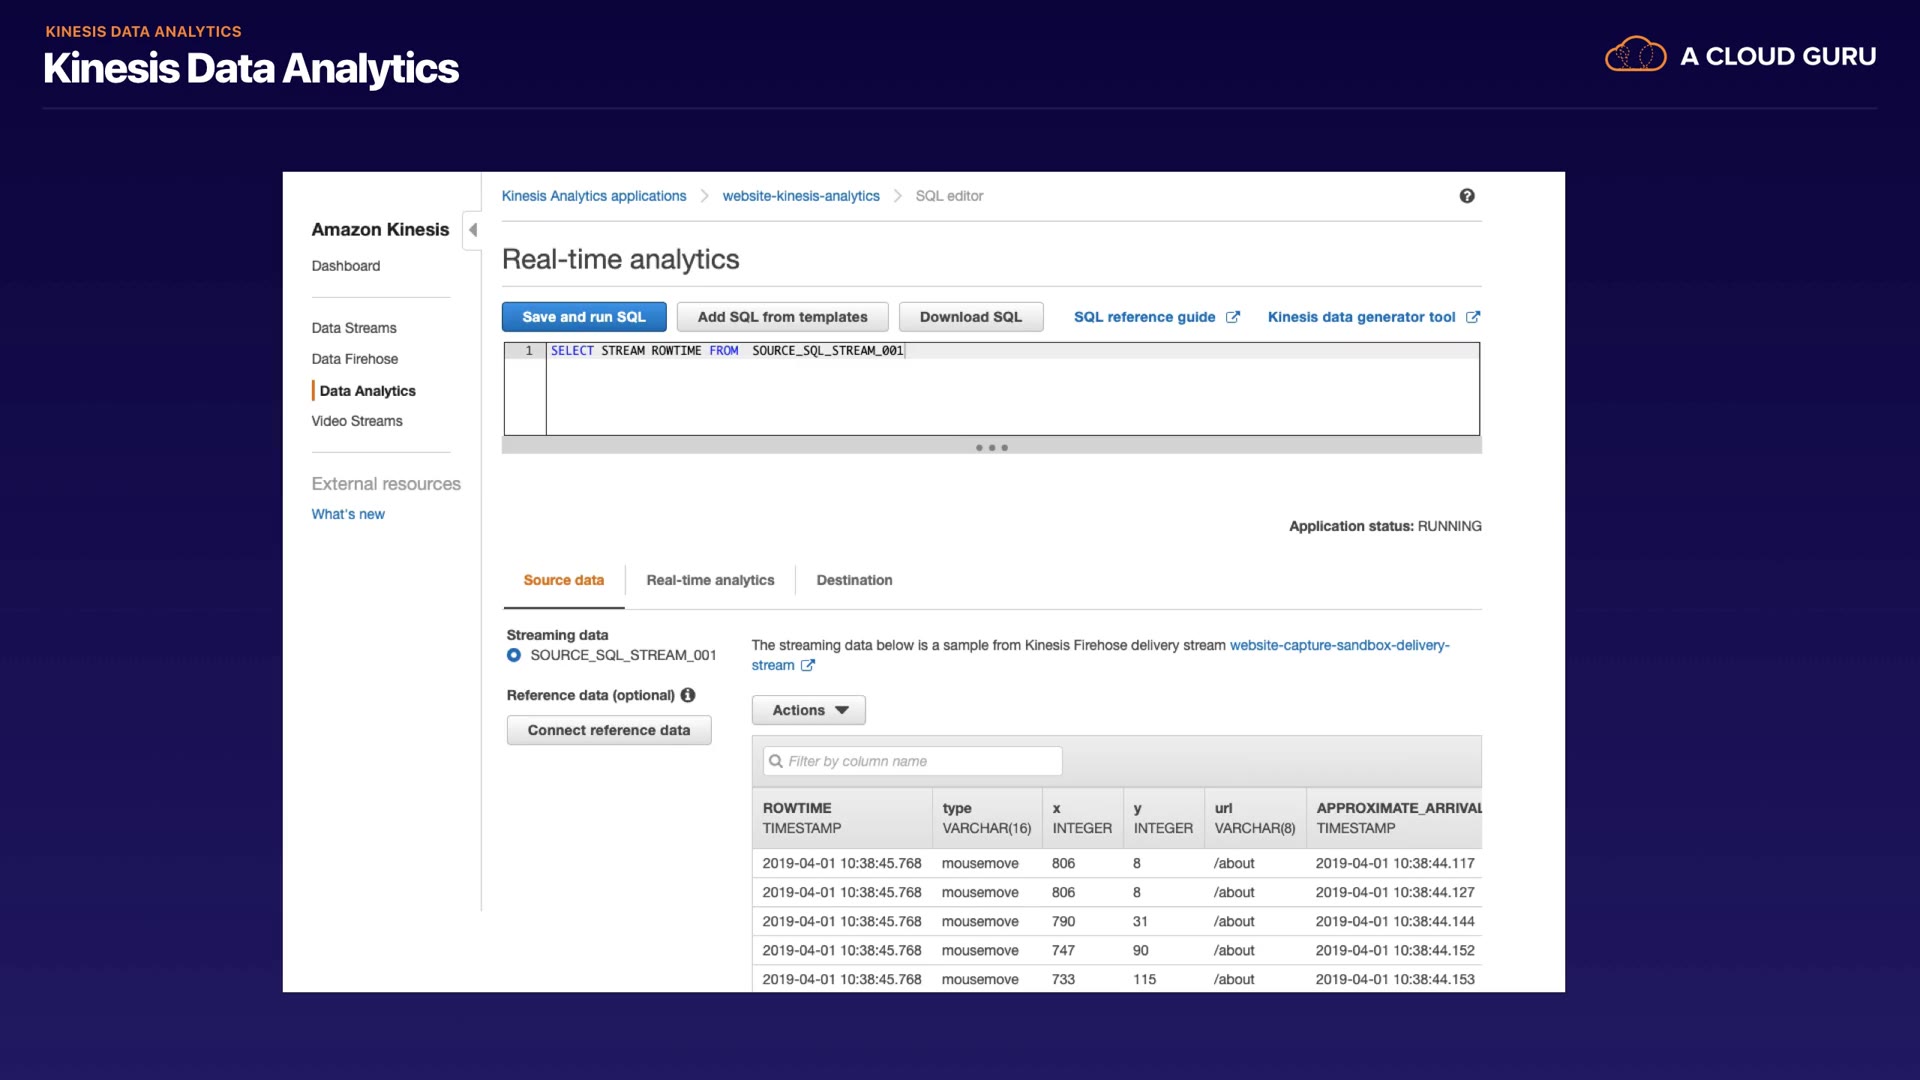 KINESIS DATA ANALYTICS
Kinesis Data Analytics
A CLOUD GURU
Amazon Kinesis
Dashboard
Data Streams
Data Firehose
Data Analytics
Video Streams
External resources
What's new
Kinesis Analytics applications
website-kinesis-analytics
SQL editor
Real-time analytics
Save and run SQL
Add SQL from templates
Download SQL
SQL reference guide
Kinesis data generator tool
1 SELECT STREAM ROWTIME FROM SOURCE_SQL_STREAM_001
Application status: RUNNING
Source data
Real-time analytics
Destination
Streaming data
SOURCE_SQL_STREAM_001
Reference data (optional)
Connect reference data
The streaming data below is a sample from Kinesis Firehose delivery stream website-capture-sandbox-delivery-
stream
Actions
Filter by column name
ROWTIME type x y url APPROXIMATE_ARRIVAL
TIMESTAMP VARCHAR(16) INTEGER INTEGER VARCHAR(8) TIMESTAMP
2019-04-01 10:38:45.768 mousemove 806 8 /about 2019-04-01 10:38:44.117
2019-04-01 10:38:45.768 mousemove 806 8 /about 2019-04-01 10:38:44.127
2019-04-01 10:38:45.768 mousemove 790 31 /about 2019-04-01 10:38:44.144
2019-04-01 10:38:45.768 mousemove 747 90 /about 2019-04-01 10:38:44.152
2019-04-01 10:38:45.768 mousemove 733 115 /about 2019-04-01 10:38:44.153